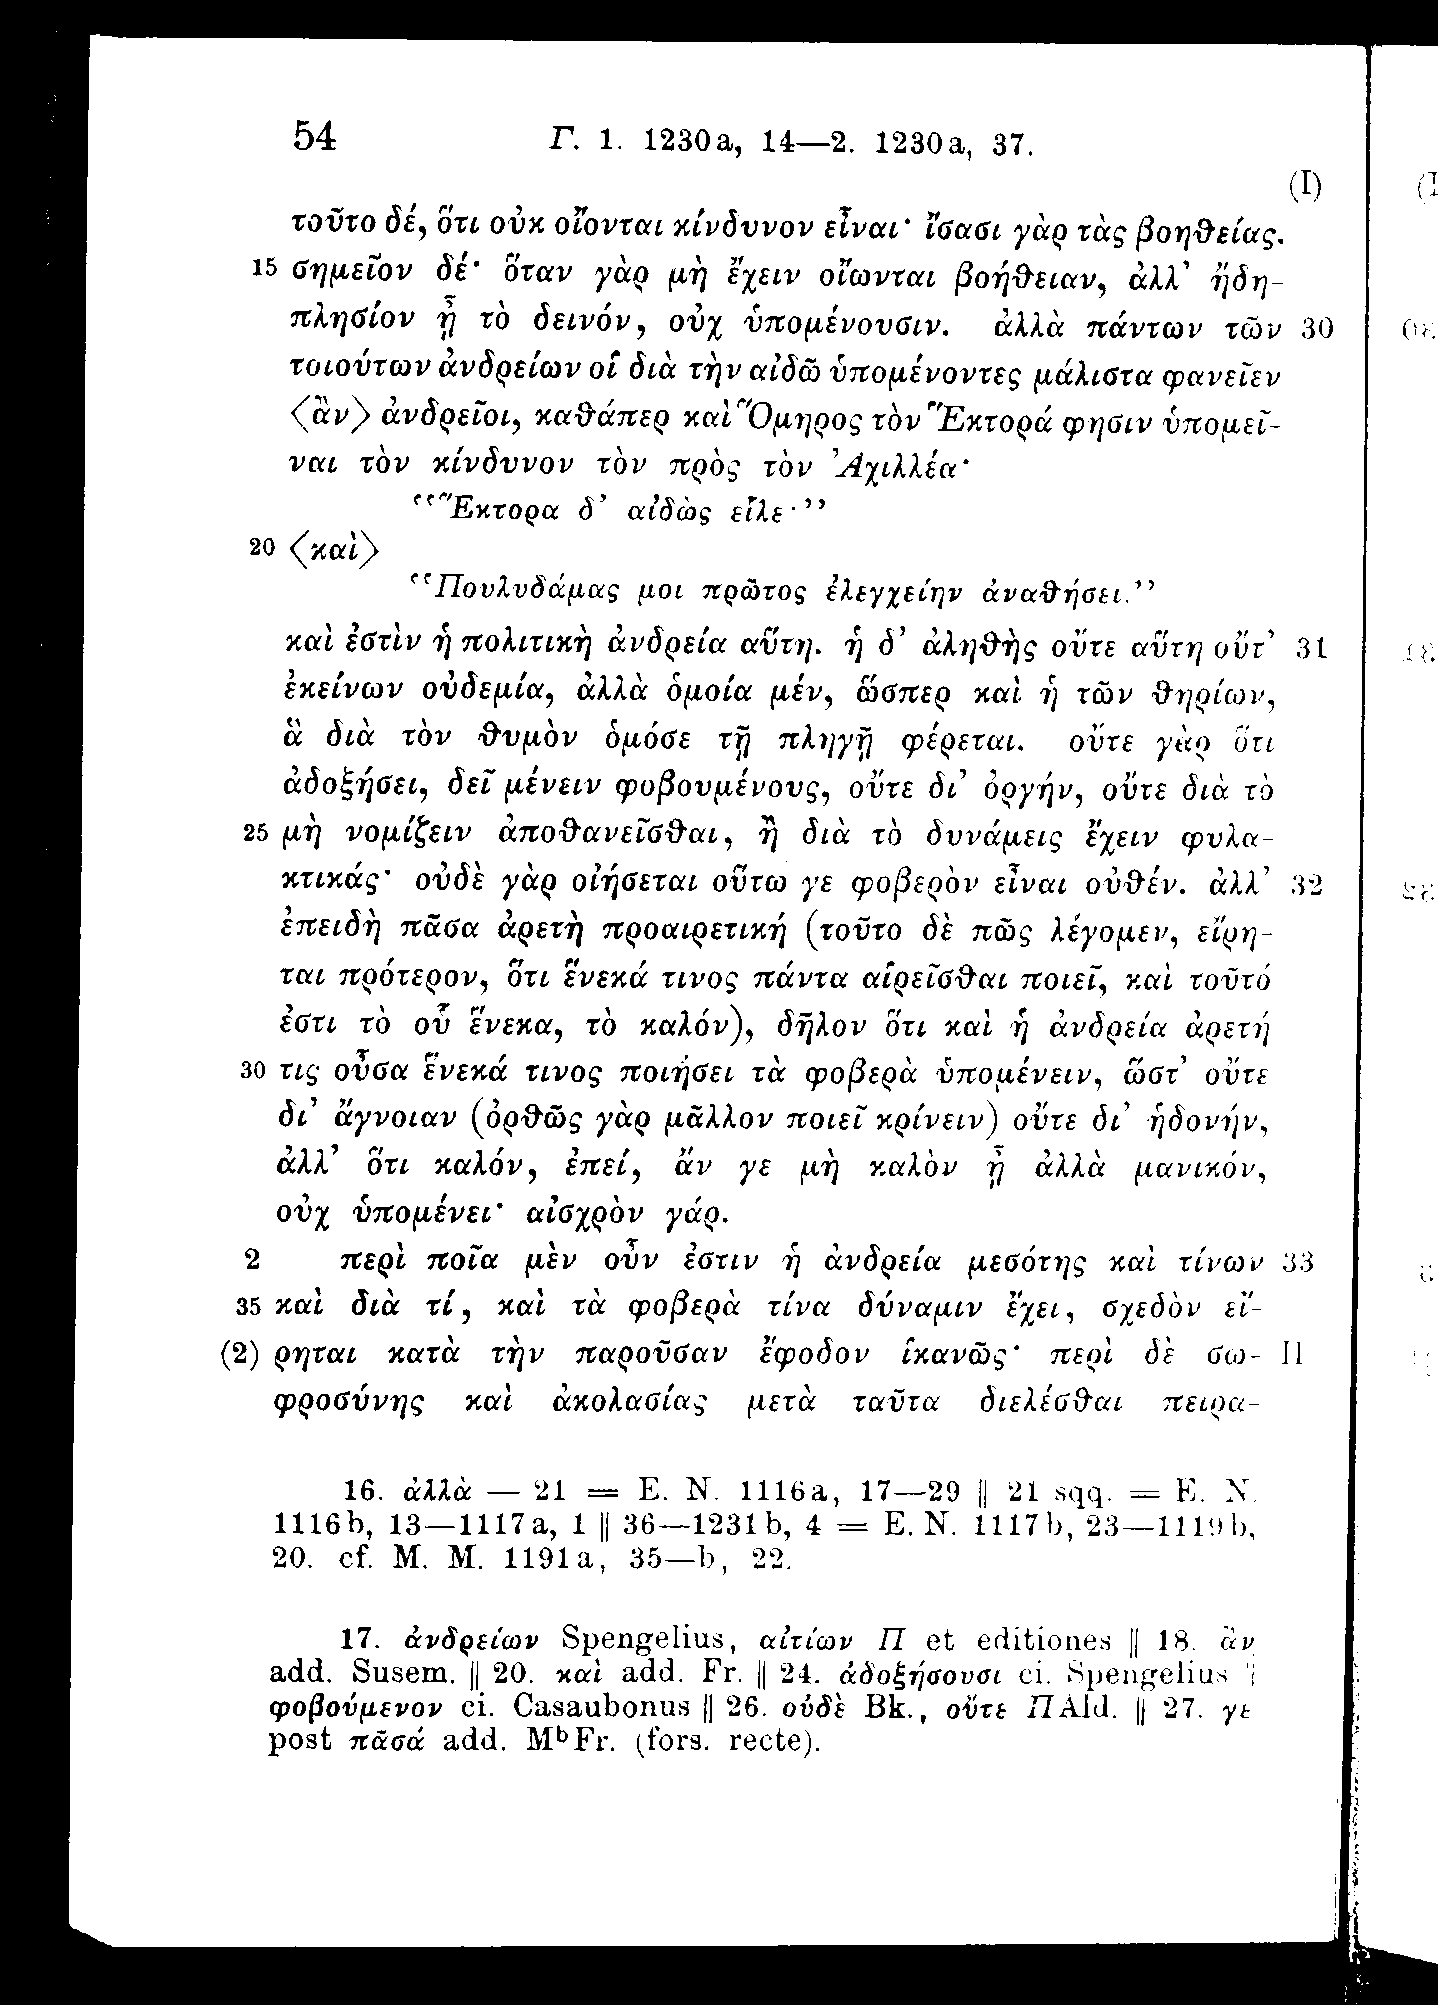 54 Γ. 1. 1230a, 14—2. 1230a, 37.
(I)
τοῦτο δέ, ὅτι οὐκ οἴονται κίνδυνον εἶναι· ἴσασι γὰρ τὰς βοηθείας.
15 σημεῖον δέ· ὅταν γὰρ μὴ ἔχειν οἴωνται βοήθειαν, ἀλλ’ ἤδη-
πλησίον ᾖ τὸ δεινόν, οὐχ ὑπομένουσιν. ἀλλὰ πάντων τῶν 30
τοιούτων ἀνδρείων οἱ διὰ τὴν αἰδῶ ὑπομένοντες μάλιστα φανεῖεν
⟨ἂν⟩ ἀνδρεῖοι, καθάπερ καὶ Ὅμηρος τὸν Ἕκτορά φησιν ὑπομεῖ-
ναι τὸν κίνδυνον τὸν πρὸς τὸν Ἀχιλλέα·
“Ἕκτορα δ’ αἰδὼς εἷλε·”
20 ⟨καὶ⟩
“Πουλυδάμας μοι πρῶτος ἐλεγχείην ἀναθήσει.”
καὶ ἐστὶν ἡ πολιτικὴ ἀνδρεία αὕτη. ἡ δ’ ἀληθὴς οὔτε αὕτη οὔτ’ 31
ἐκείνων οὐδεμία, ἀλλὰ ὁμοία μέν, ὥσπερ καὶ ἡ τῶν θηρίων,
ἃ διὰ τὸν θυμὸν ὁμόσε τῇ πληγῇ φέρεται. οὔτε γὰρ ὅτι
ἀδοξήσει, δεῖ μένειν φοβουμένους, οὔτε δι’ ὀργήν, οὔτε διὰ τὸ
25 μὴ νομίζειν ἀποθανεῖσθαι, ἢ διὰ τὸ δυνάμεις ἔχειν φυλα-
κτικάς· οὐδὲ γὰρ οἰήσεται οὕτω γε φοβερὸν εἶναι οὐθέν. ἀλλ’ 32
ἐπειδὴ πᾶσα ἀρετὴ προαιρετική (τοῦτο δὲ πῶς λέγομεν, εἴρη-
ται πρότερον, ὅτι ἕνεκά τινος πάντα αἱρεῖσθαι ποιεῖ, καὶ τοῦτό
ἐστι τὸ οὗ ἕνεκα, τὸ καλόν), δῆλον ὅτι καὶ ἡ ἀνδρεία ἀρετή
30 τις οὖσα ἕνεκά τινος ποιήσει τὰ φοβερὰ ὑπομένειν, ὥστ’ οὔτε
δι’ ἄγνοιαν (ὀρθῶς γὰρ μᾶλλον ποιεῖ κρίνειν) οὔτε δι’ ἡδονήν,
ἀλλ’ ὅτι καλόν, ἐπεί, ἄν γε μὴ καλὸν ᾖ ἀλλὰ μανικόν,
οὐχ ὑπομένει· αἰσχρὸν γάρ.
2 περὶ ποῖα μὲν οὖν ἐστιν ἡ ἀνδρεία μεσότης καὶ τίνων 33
35 καὶ διὰ τί, καὶ τὰ φοβερὰ τίνα δύναμιν ἔχει, σχεδὸν εἴ-
(2) ρηται κατὰ τὴν παροῦσαν ἔφοδον ἱκανῶς· περὶ δὲ σω- II
φροσύνης καὶ ἀκολασίας μετὰ ταῦτα διελέσθαι πειρα-
16. ἀλλὰ — 21 = E. N. 1116a, 17—29 || 21 sqq. = E. N.
1116b, 13—1117a, 1 || 36—1231b, 4 = E. N. 1117b, 23—1119b,
20. cf. M. M. 1191a, 35—b, 22.
17. ἀνδρείων Spengelius, αἰτίων Π et editiones || 18. ἂν
add. Susem. || 20. καὶ add. Fr. || 24. ἀδοξήσουσι ci. Spengelius
φοβούμενον ci. Casaubonus || 26. οὐδὲ Bk., οὔτε Π Ald. || 27. γε
post πᾶσά add. Mᵇ Fr. (fors. recte).